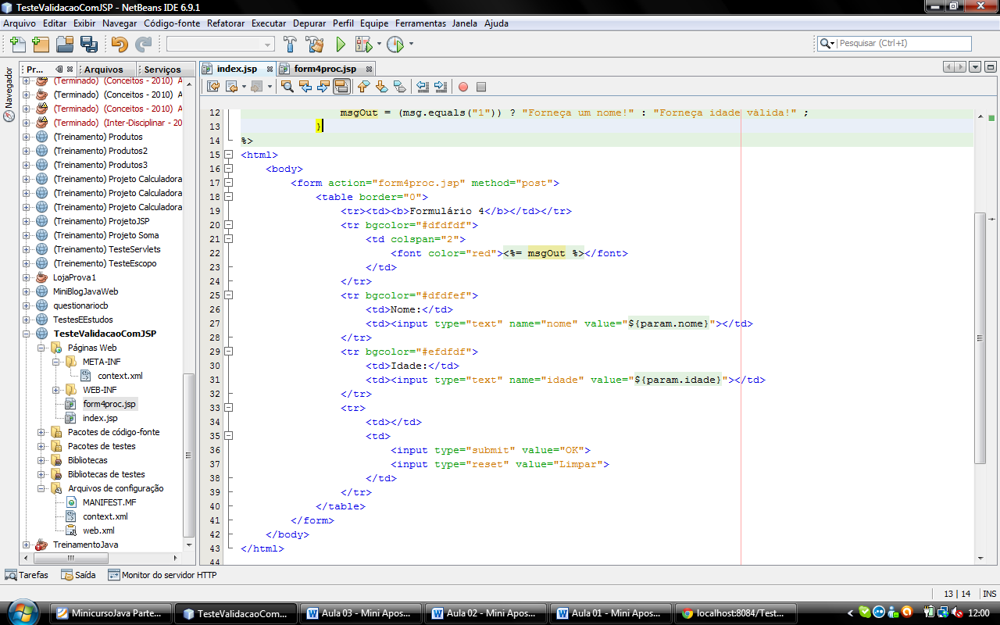 TesteValidacaoComJSP - NetBeans IDE 6.9.1
Arquivo Editar Exibir Navegar Código-fonte Refatorar Executar Depurar Perfil Equipe Ferramentas Janela Ajuda
Pesquisar (Ctrl+I)
Navegador
Pr... Arquivos Serviços
(Terminado) (Conceitos - 2010) A
(Terminado) (Conceitos - 2010) A
(Terminado) (Conceitos - 2010) A
(Terminado) (Inter-Disciplinar - 20
(Treinamento) Produtos
(Treinamento) Produtos2
(Treinamento) Produtos3
(Treinamento) Projeto Calculadora
(Treinamento) Projeto Calculadora
(Treinamento) Projeto Calculadora
(Treinamento) ProjetoJSP
(Treinamento) Projeto Soma
(Treinamento) TesteServlets
(Treinemento) TesteEscopo
LojaProva1
MiniBlogJavaWeb
questionariocb
TestesEEstudos
TesteValidacaoComJSP
Páginas Web
META-INF
context.xml
WEB-INF
form4proc.jsp
index.jsp
Pacotes de código-fonte
Pacotes de testes
Bibliotecas
Bibliotecas de testes
Arquivos de configuração
MANIFEST.MF
context.xml
web.xml
TreinamentoJava
index.jsp form4proc.jsp
12 msgOut = (msg.equals("1")) ? "Forneça um nome!" : "Forneça idade válida!" ;
13 }
14 %>
15 <html>
16 <body>
17 <form action="form4proc.jsp" method="post">
18 <table border="0">
19 <tr><td><b>Formulário 4</b></td></tr>
20 <tr bgcolor="#dfdfdf">
21 <td colspan="2">
22 <font color="red"><%= msgOut %></font>
23 </td>
24 </tr>
25 <tr bgcolor="#dfdfef">
26 <td>Nome:</td>
27 <td><input type="text" name="nome" value="${param.nome}"></td>
28 </tr>
29 <tr bgcolor="#efdfdf">
30 <td>Idade:</td>
31 <td><input type="text" name="idade" value="${param.idade}"></td>
32 </tr>
33 <tr>
34 <td></td>
35 <td>
36 <input type="submit" value="OK">
37 <input type="reset" value="Limpar">
38 </td>
39 </tr>
40 </table>
41 </form>
42 </body>
43 </html>
44
Tarefas Saída Monitor do servidor HTTP
13 | 14 INS
MinicursoJava Parte... TesteValidacaoCom... Aula 03 - Mini Apos... Aula 02 - Mini Apos... Aula 01 - Mini Apos... localhost:8084/Test... 12:00